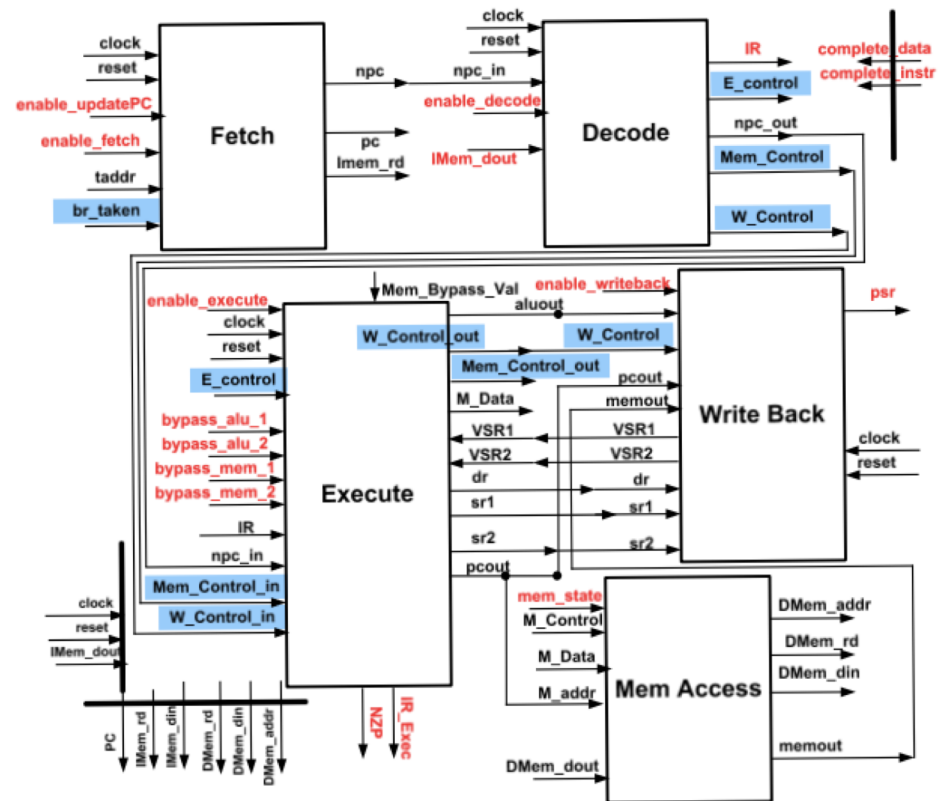 clock
reset
enable_updatePC
enable_fetch
taddr
br_taken
Fetch
npc
pc
Imem_rd
clock
reset
npc_in
enable_decode
IMem_dout
Decode
IR
E_control
npc_out
Mem_Control
W_Control
complete_data
complete_instr
Mem_Bypass_Val
enable_execute
clock
reset
E_control
bypass_alu_1
bypass_alu_2
bypass_mem_1
bypass_mem_2
IR
npc_in
Mem_Control_in
W_Control_in
Execute
aluout
W_Control_out
Mem_Control_out
M_Data
VSR1
VSR2
dr
sr1
sr2
pcout
NZP
IR_Exec
enable_writeback
W_Control
pcout
memout
VSR1
VSR2
dr
sr1
sr2
Write Back
psr
clock
reset
mem_state
M_Control
M_Data
M_addr
DMem_dout
Mem Access
DMem_addr
DMem_rd
DMem_din
memout
clock
reset
IMem_dout
PC
IMem_rd
IMem_din
DMem_rd
DMem_din
DMem_addr